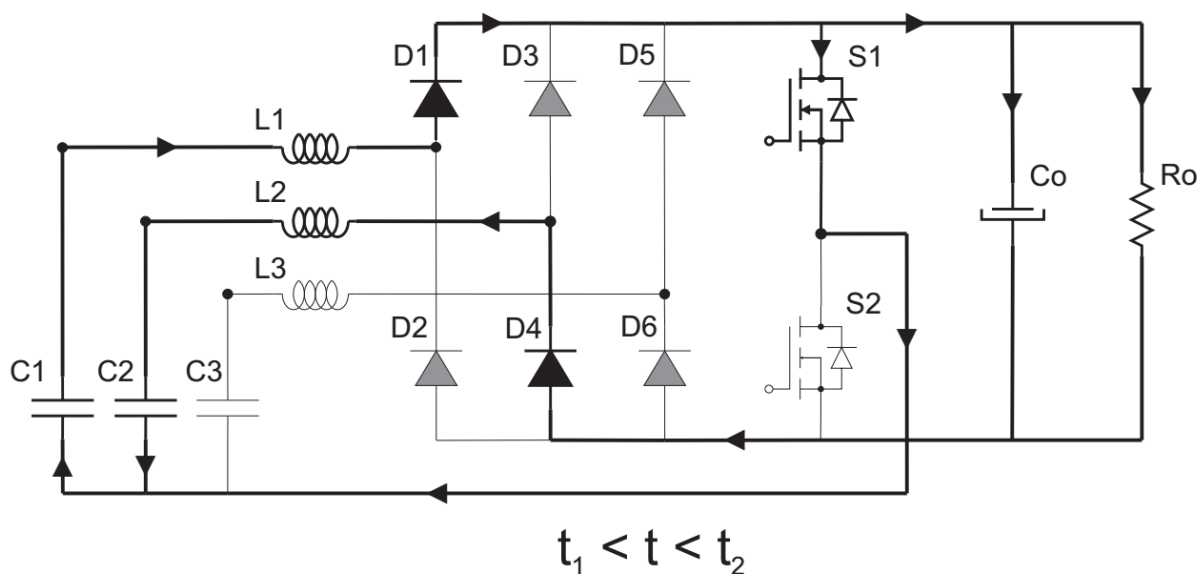 D1
D3
D5
S1
L1
L2
L3
Co
Ro
D2
D4
D6
S2
C1
C2
C3
t₁ < t < t₂